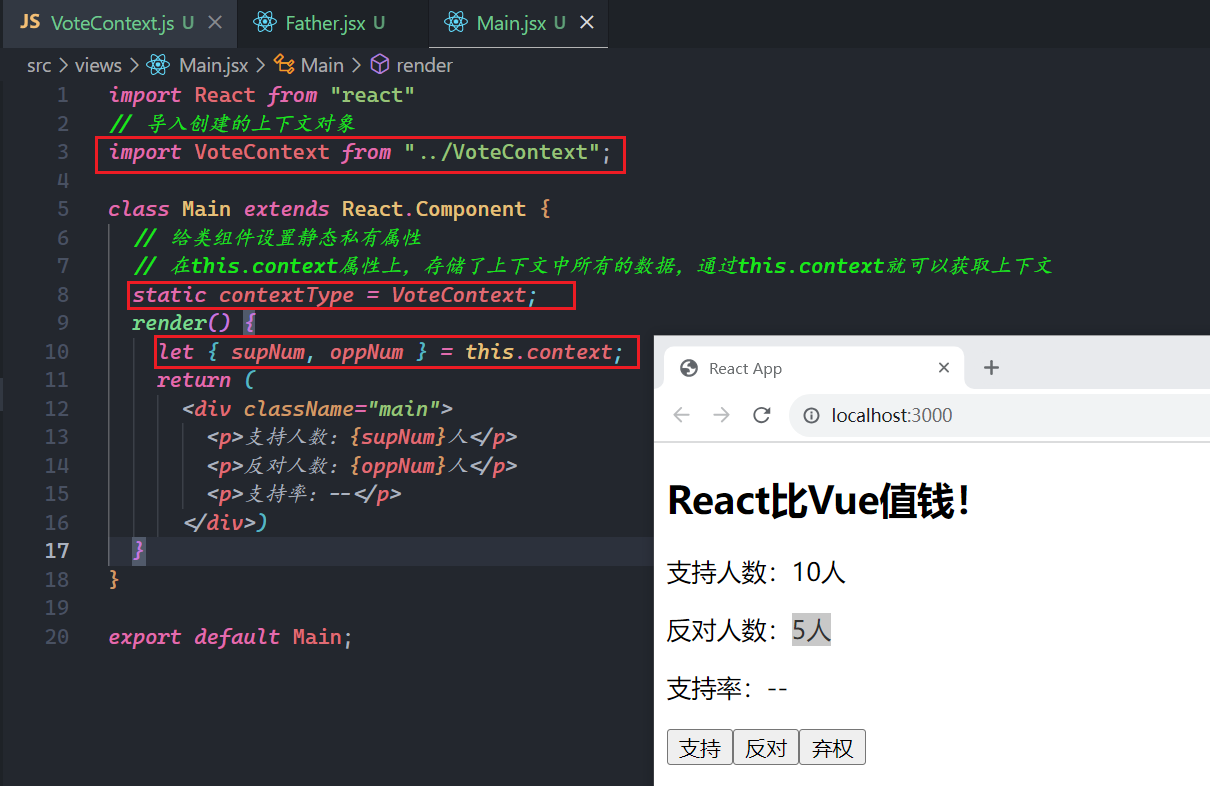 JS VoteContext.js U
Father.jsx U
Main.jsx U
src > views > Main.jsx > Main > render
1 import React from "react"
2 // 导入创建的上下文对象
3 import VoteContext from "../VoteContext";
4
5 class Main extends React.Component {
6 // 给类组件设置静态私有属性
7 // 在this.context属性上，存储了上下文中所有的数据，通过this.context就可以获取上下文
8 static contextType = VoteContext;
9 render() {
10 let { supNum, oppNum } = this.context;
11 return (
12 <div className="main">
13 <p>支持人数：{supNum}人</p>
14 <p>反对人数：{oppNum}人</p>
15 <p>支持率：--</p>
16 </div>)
17 }
18 }
19
20 export default Main;
React App
localhost:3000
React比Vue值钱！
支持人数：10人
反对人数：5人
支持率：--
支持 反对 弃权